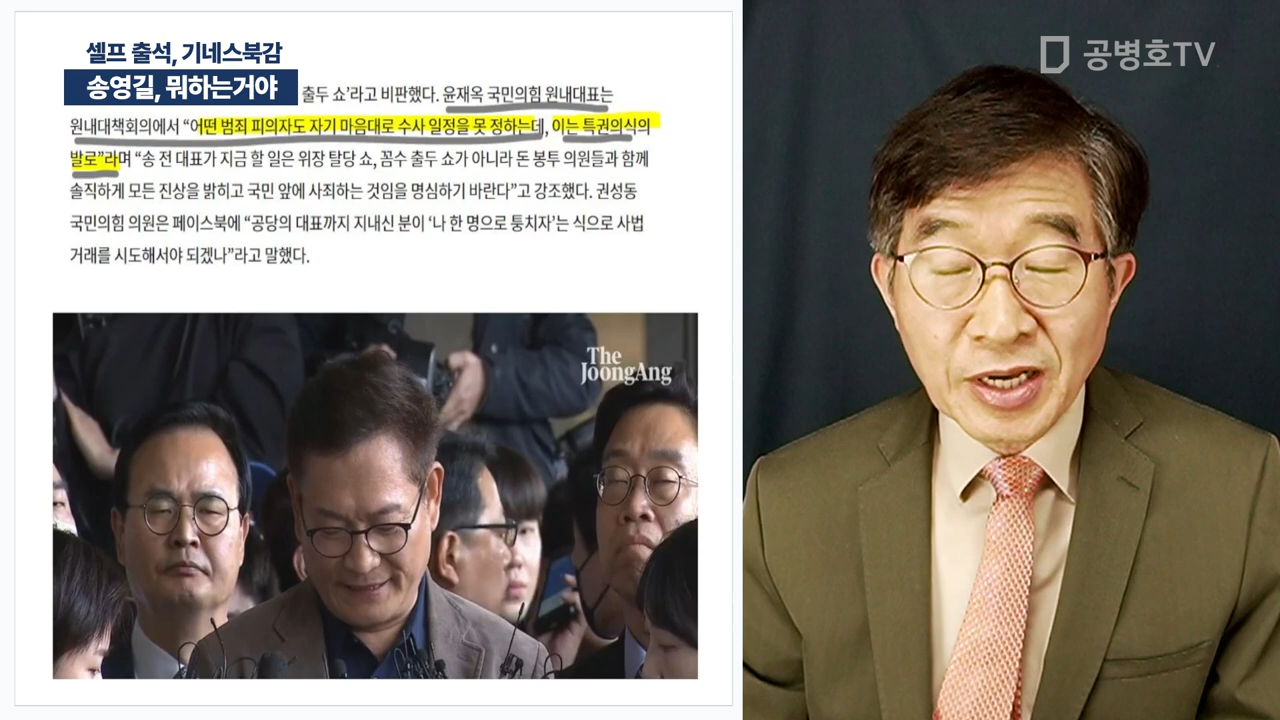 셀프 출석, 기네스북감
송영길, 뭐하는거야
공병호TV
출두 쇼’라고 비판했다. 윤재옥 국민의힘 원내대표는
원내대책회의에서 “어떤 범죄 피의자도 자기 마음대로 수사 일정을 못 정하는데, 이는 특권의식의
발로”라며 “송 전 대표가 지금 할 일은 위장 탈당 쇼, 꼼수 출두 쇼가 아니라 돈 봉투 의원들과 함께
솔직하게 모든 진상을 밝히고 국민 앞에 사죄하는 것임을 명심하기 바란다”고 강조했다. 권성동
국민의힘 의원은 페이스북에 “공당의 대표까지 지내신 분이 ‘나 한 명으로 퉁치자’는 식으로 사법
거래를 시도해서야 되겠나”라고 말했다.
The
JoongAng